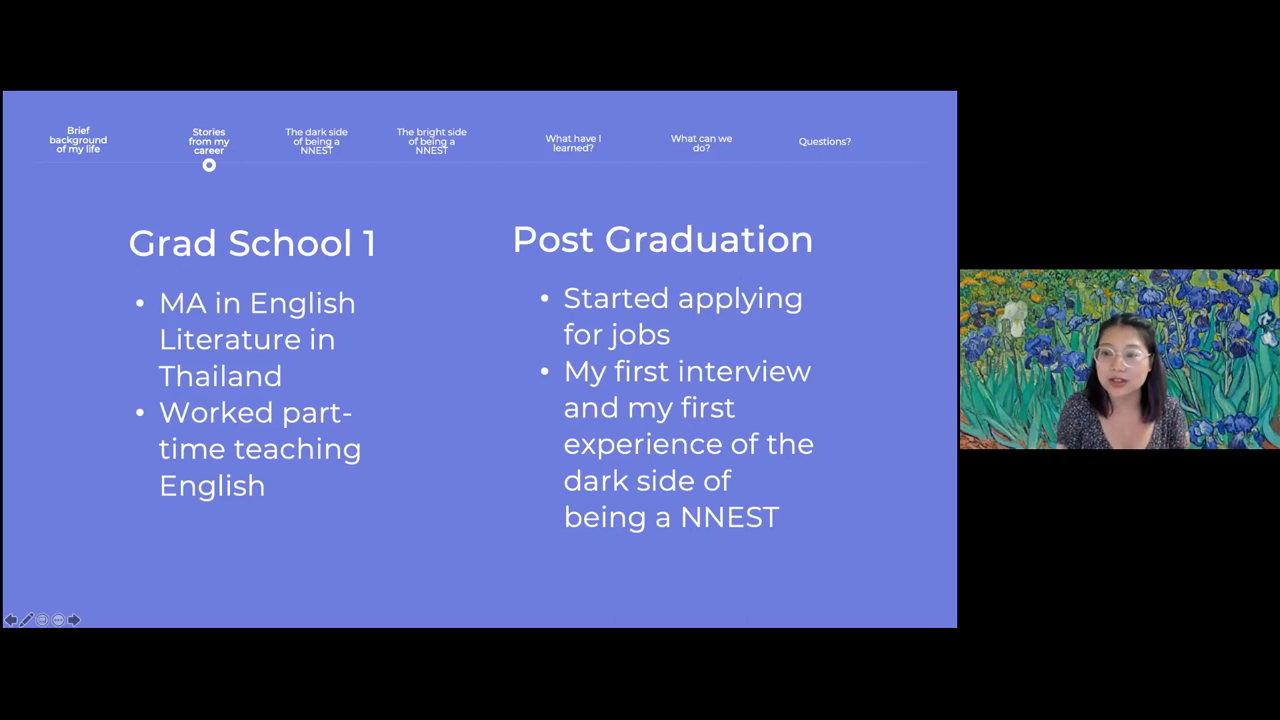 Brief
background
of my life
Stories
from my
career
The dark side
of being a
NNEST
The bright side
of being a
NNEST
What have I
learned?
What can we
do?
Questions?
Grad School 1
• MA in English
Literature in
Thailand
• Worked part-
time teaching
English
Post Graduation
• Started applying
for jobs
• My first interview
and my first
experience of the
dark side of
being a NNEST